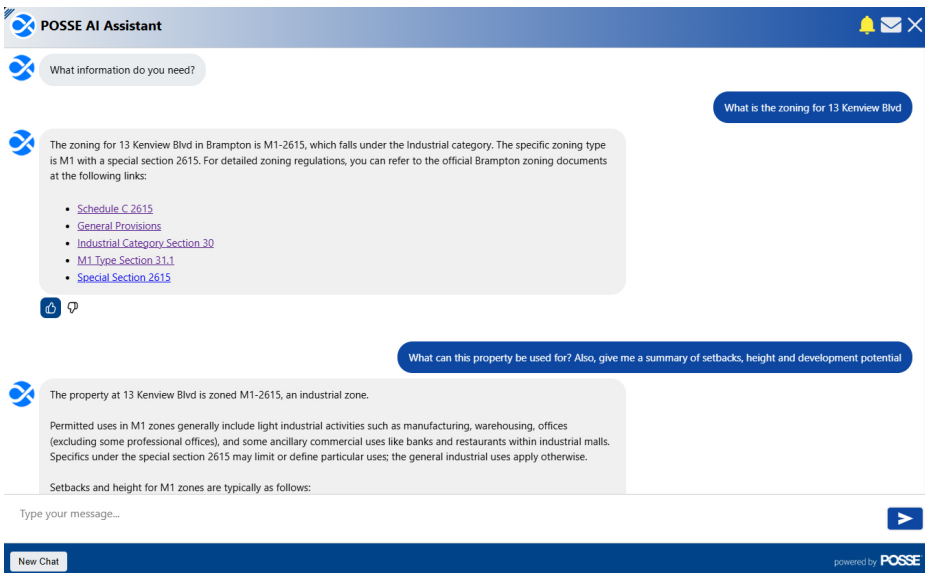 POSSE AI Assistant
What information do you need?
What is the zoning for 13 Kenview Blvd
The zoning for 13 Kenview Blvd in Brampton is M1-2615, which falls under the Industrial category. The specific zoning type
is M1 with a special section 2615. For detailed zoning regulations, you can refer to the official Brampton zoning documents
at the following links:
• Schedule C 2615
• General Provisions
• Industrial Category Section 30
• M1 Type Section 31.1
• Special Section 2615
What can this property be used for? Also, give me a summary of setbacks, height and development potential
The property at 13 Kenview Blvd is zoned M1-2615, an industrial zone.
Permitted uses in M1 zones generally include light industrial activities such as manufacturing, warehousing, offices
(excluding some professional offices), and some ancillary commercial uses like banks and restaurants within industrial malls.
Specifics under the special section 2615 may limit or define particular uses; the general industrial uses apply otherwise.
Setbacks and height for M1 zones are typically as follows:
Type your message...
New Chat
powered by POSSE